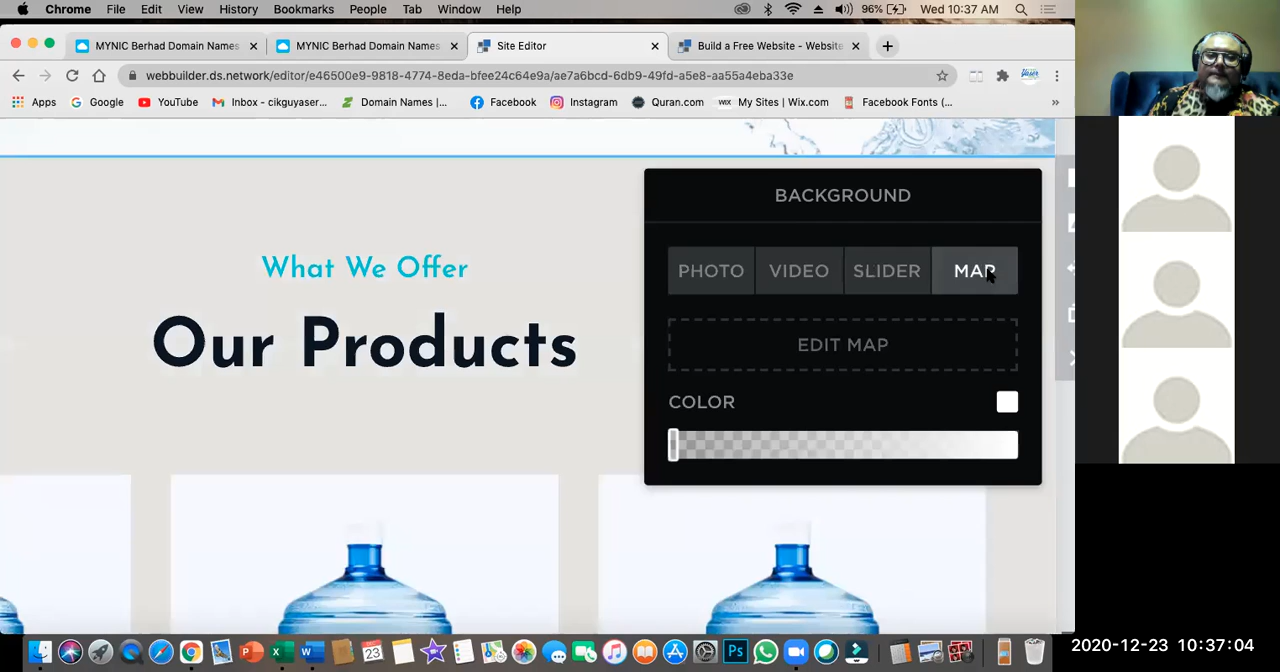 Chrome File Edit View History Bookmarks People Tab Window Help 96% Wed 10:37 AM
MYNIC Berhad Domain Names MYNIC Berhad Domain Names Site Editor Build a Free Website - Website
webbuilder.ds.network/editor/e46500e9-9818-4774-8eda-bfee24c64e9a/ae7a6bcd-6db9-49fd-a5e8-aa55a4eba33e
Apps Google YouTube Inbox - cikguyaser... Domain Names |... Facebook Instagram Quran.com WIX My Sites | Wix.com Facebook Fonts (... »
BACKGROUND
PHOTO VIDEO SLIDER MAP
What We Offer
Our Products
EDIT MAP
COLOR
23 Ps
2020-12-23 10:37:04